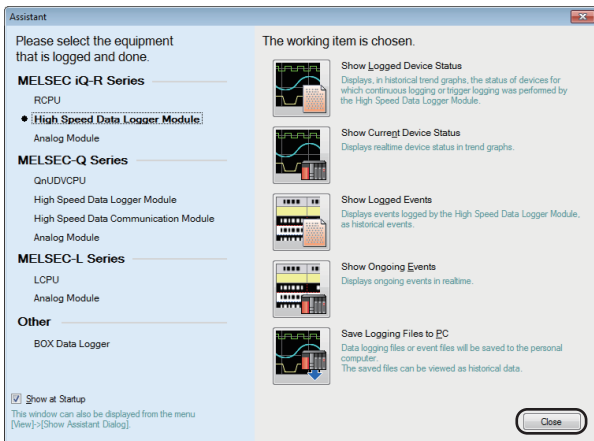 Assistant
Please select the equipment
that is logged and done.
MELSEC iQ-R Series
RCPU
High Speed Data Logger Module
Analog Module
MELSEC-Q Series
QnUDVCPU
High Speed Data Logger Module
High Speed Data Communication Module
Analog Module
MELSEC-L Series
LCPU
Analog Module
Other
BOX Data Logger
Show at Startup
This window can also be displayed from the menu
[View]->[Show Assistant Dialog].
The working item is chosen.
Show Logged Device Status
Displays, in historical trend graphs, the status of devices for
which continuous logging or trigger logging was performed by
the High Speed Data Logger Module.
Show Current Device Status
Displays realtime device status in trend graphs.
Show Logged Events
Displays events logged by the High Speed Data Logger Module,
as historical events.
Show Ongoing Events
Displays ongoing events in realtime.
Save Logging Files to PC
Data logging files or event files will be saved to the personal
computer.
The saved files can be viewed as historical data.
Close